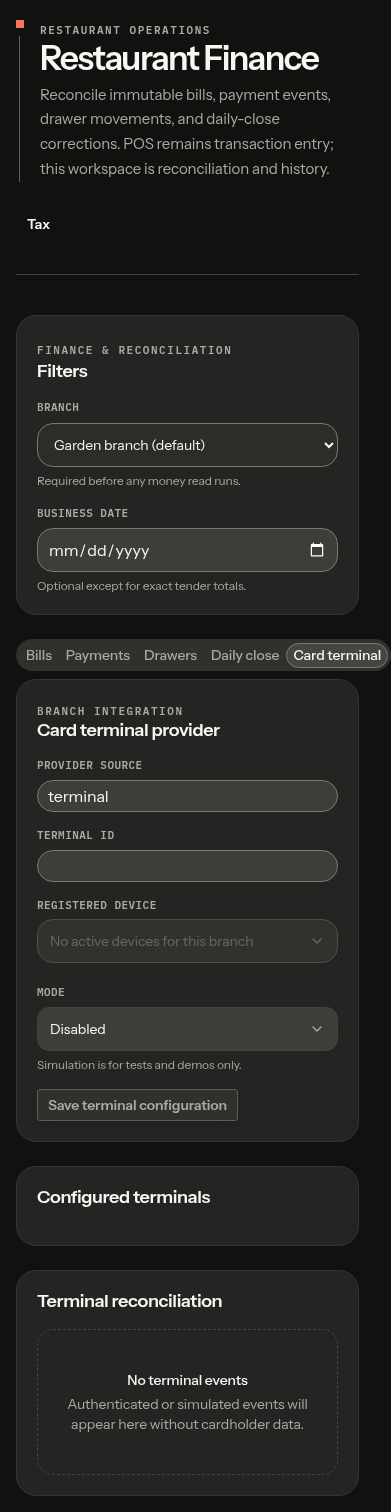 RESTAURANT OPERATIONS
Restaurant Finance
Reconcile immutable bills, payment events,
drawer movements, and daily-close
corrections. POS remains transaction entry;
this workspace is reconciliation and history.
Tax
FINANCE & RECONCILIATION
Filters
BRANCH
Garden branch (default)
Required before any money read runs.
BUSINESS DATE
mm/dd/yyyy
Optional except for exact tender totals.
Bills Payments Drawers Daily close Card terminal
BRANCH INTEGRATION
Card terminal provider
PROVIDER SOURCE
terminal
TERMINAL ID
REGISTERED DEVICE
No active devices for this branch
MODE
Disabled
Simulation is for tests and demos only.
Save terminal configuration
Configured terminals
Terminal reconciliation
No terminal events
Authenticated or simulated events will
appear here without cardholder data.